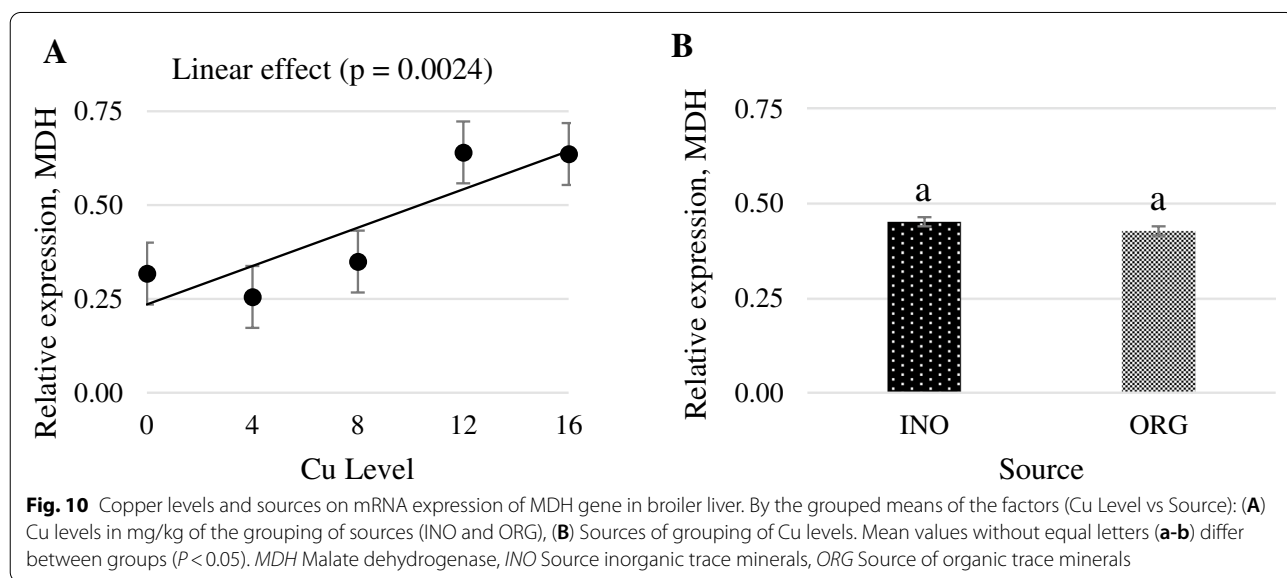 A
Linear effect (p = 0.0024)
Relative expression, MDH
0.75
0.50
0.25
0.00
0 4 8 12 16
Cu Level
B
Relative expression, MDH
0.75
0.50
0.25
0.00
a a
INO ORG
Source
Fig. 10 Copper levels and sources on mRNA expression of MDH gene in broiler liver. By the grouped means of the factors (Cu Level vs Source): (A)
Cu levels in mg/kg of the grouping of sources (INO and ORG), (B) Sources of grouping of Cu levels. Mean values without equal letters (a-b) differ
between groups (P < 0.05). MDH Malate dehydrogenase, INO Source inorganic trace minerals, ORG Source of organic trace minerals